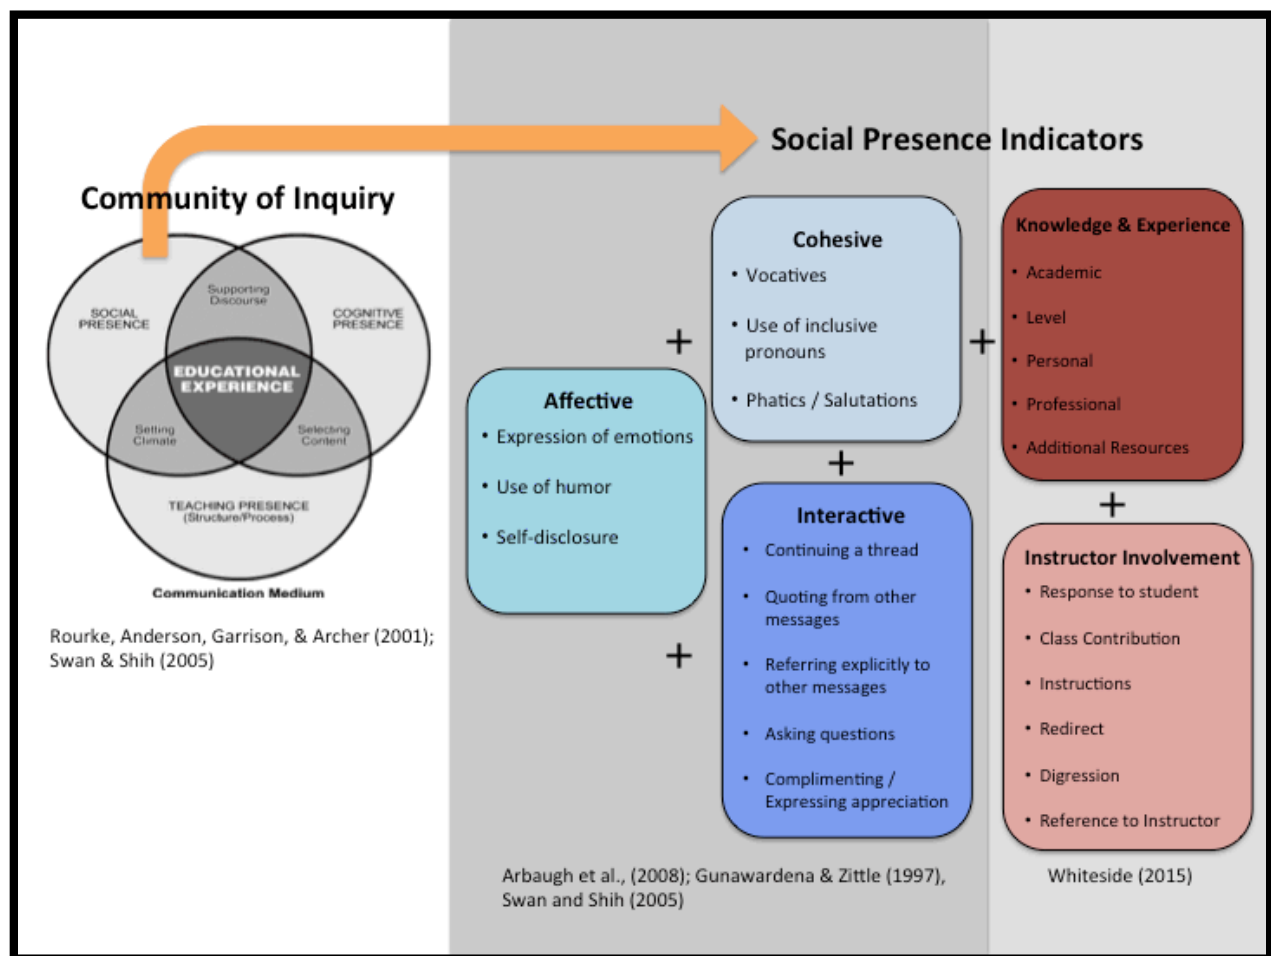 Social Presence Indicators
Community of Inquiry
SOCIAL
PRESENCE
Supporting
Discourse
COGNITIVE
PRESENCE
EDUCATIONAL
EXPERIENCE
Setting
Climate
Selecting
Content
TEACHING PRESENCE
(Structure/Process)
Communication Medium
Rourke, Anderson, Garrison, & Archer (2001);
Swan & Shih (2005)
+
Affective
• Expression of emotions
• Use of humor
• Self-disclosure
+
Cohesive
• Vocatives
• Use of inclusive
pronouns
• Phatics / Salutations
+
Interactive
• Continuing a thread
• Quoting from other
messages
• Referring explicitly to
other messages
• Asking questions
• Complimenting /
Expressing appreciation
Arbaugh et al., (2008); Gunawardena & Zittle (1997),
Swan and Shih (2005)
+
Knowledge & Experience
• Academic
• Level
• Personal
• Professional
• Additional Resources
+
Instructor Involvement
• Response to student
• Class Contribution
• Instructions
• Redirect
• Digression
• Reference to Instructor
Whiteside (2015)